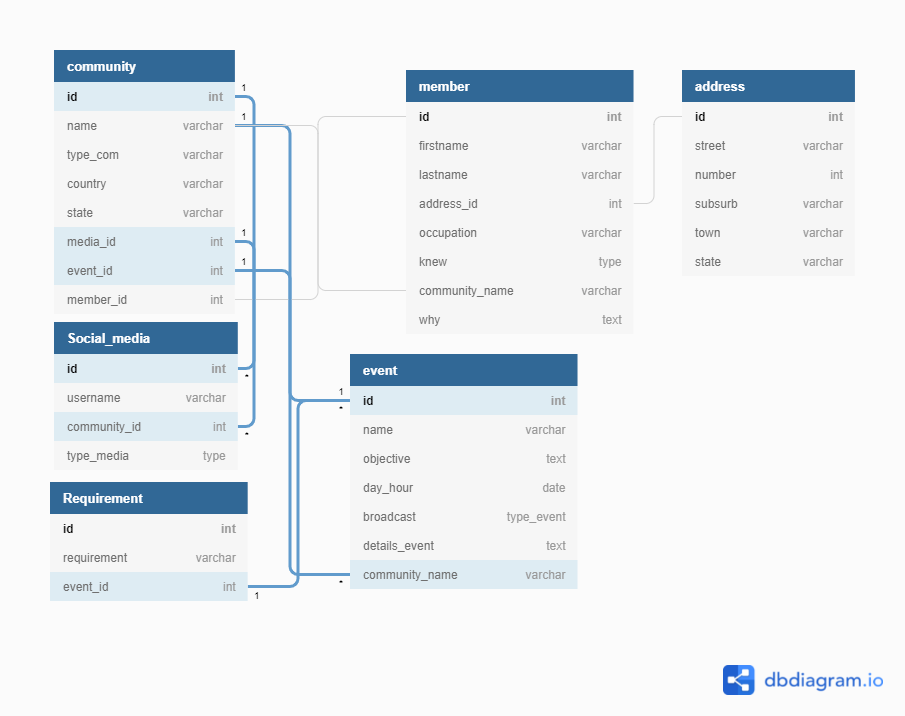 community
id int
name varchar
type_com varchar
country varchar
state varchar
media_id int
event_id int
member_id int
Social_media
id int
username varchar
community_id int
type_media type
Requirement
id int
requirement varchar
event_id int
1
1
1
1
*
*
1
member
id int
firstname varchar
lastname varchar
address_id int
occupation varchar
knew type
community_name varchar
why text
event
id int
name varchar
objective text
day_hour date
broadcast type_event
details_event text
community_name varchar
1
*
*
address
id int
street varchar
number int
subsurb varchar
town varchar
state varchar
dbdiagram.io